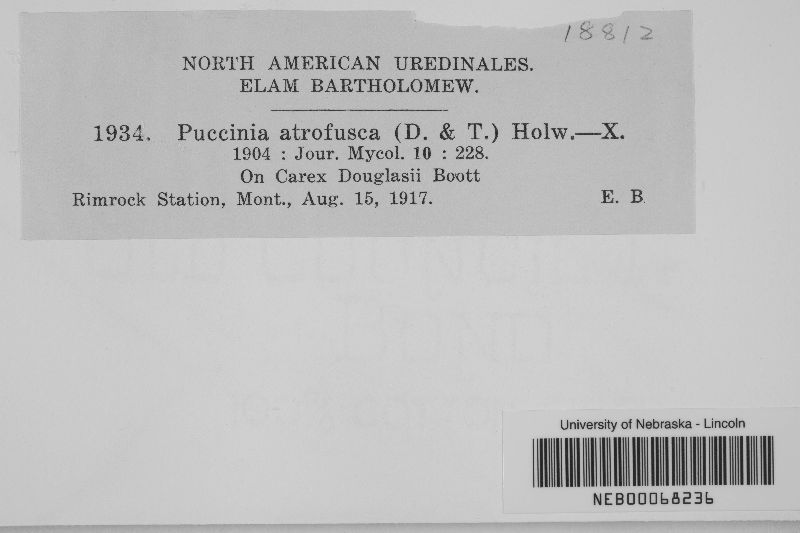 18812
NORTH AMERICAN UREDINALES.
ELAM BARTHOLOMEW.
1934. Puccinia atrofusca (D. & T.) Holw.—X.
1904 : Jour. Mycol. 10 : 228.
On Carex Douglasii Boott
Rimrock Station, Mont., Aug. 15, 1917. E. B.
University of Nebraska - Lincoln
NEB00068236